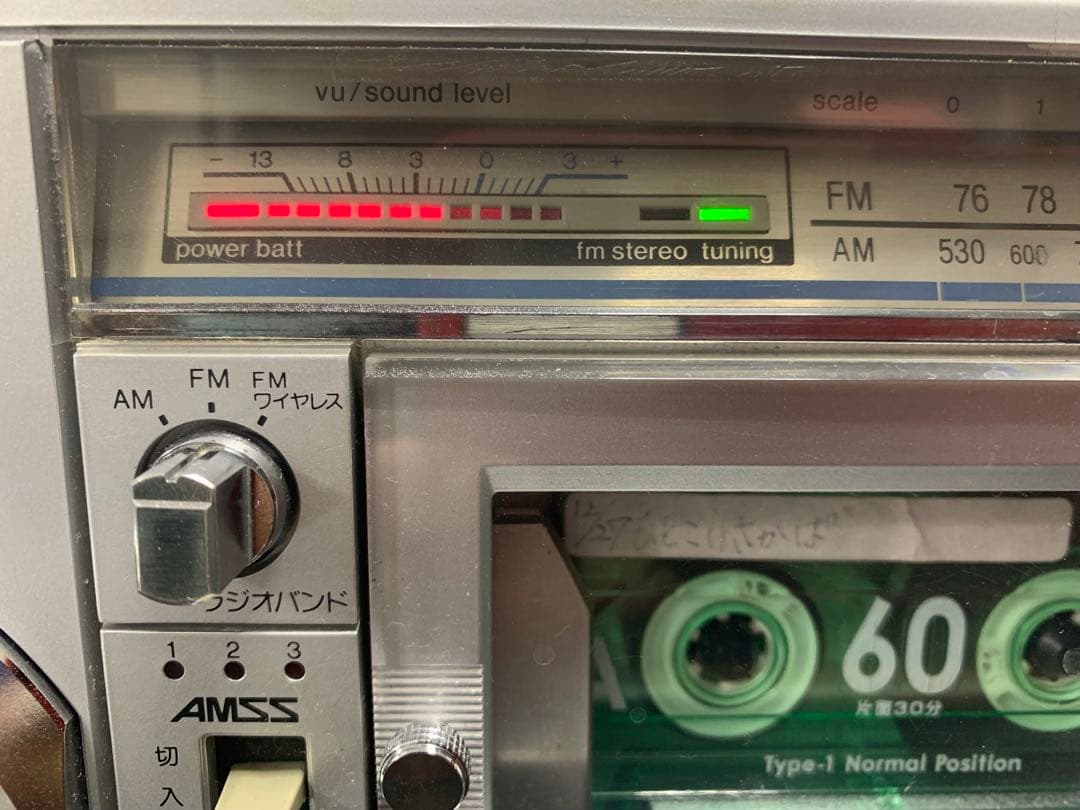 vu/sound level
scale 0 1
− 13 8 3 0 3 +
power batt fm stereo tuning
FM 76 78
AM 530 600
AM FM FM
ワイヤレス
ラジオバンド
12/27
1 2 3
AMSS
切
入
A 60
片面30分
Type-1 Normal Position